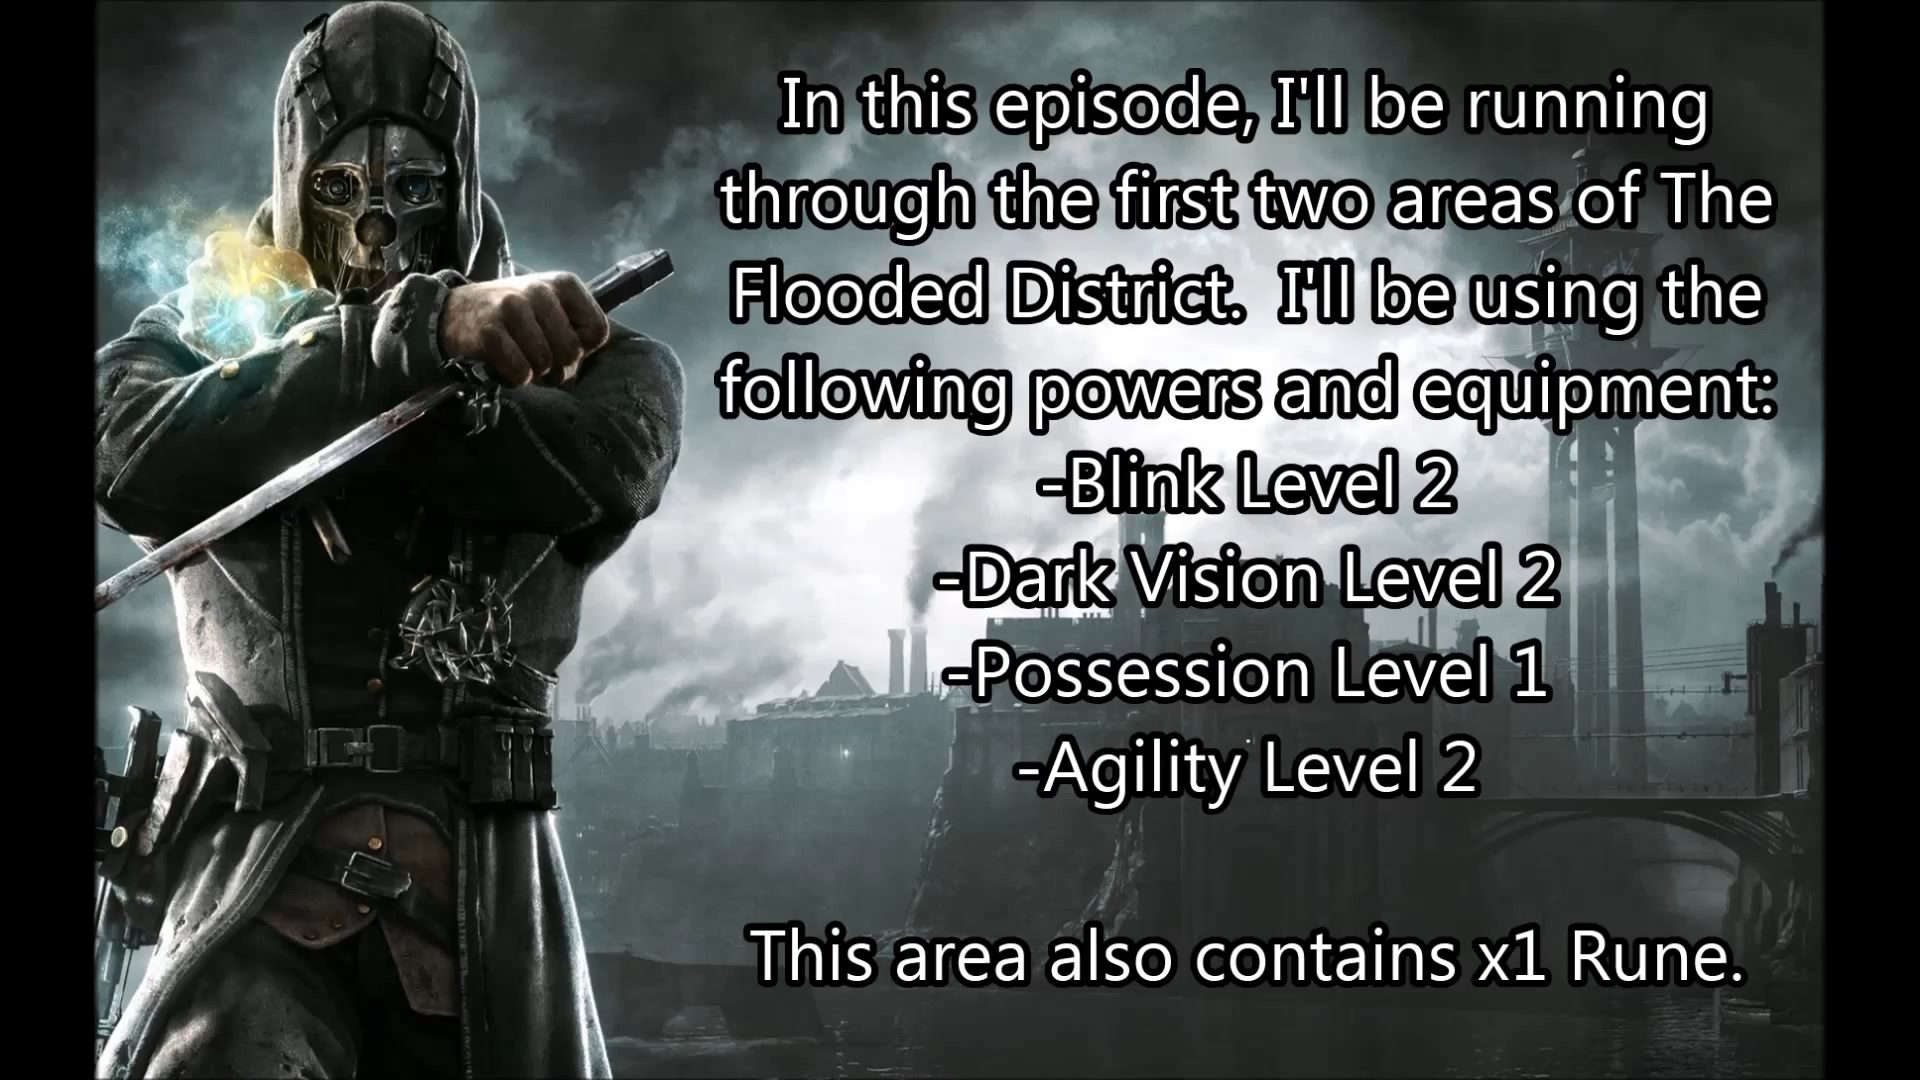 In this episode, I'll be running
through the first two areas of The
Flooded District.  I'll be using the
following powers and equipment:
-Blink Level 2
-Dark Vision Level 2
-Possession Level 1
-Agility Level 2
This area also contains x1 Rune.